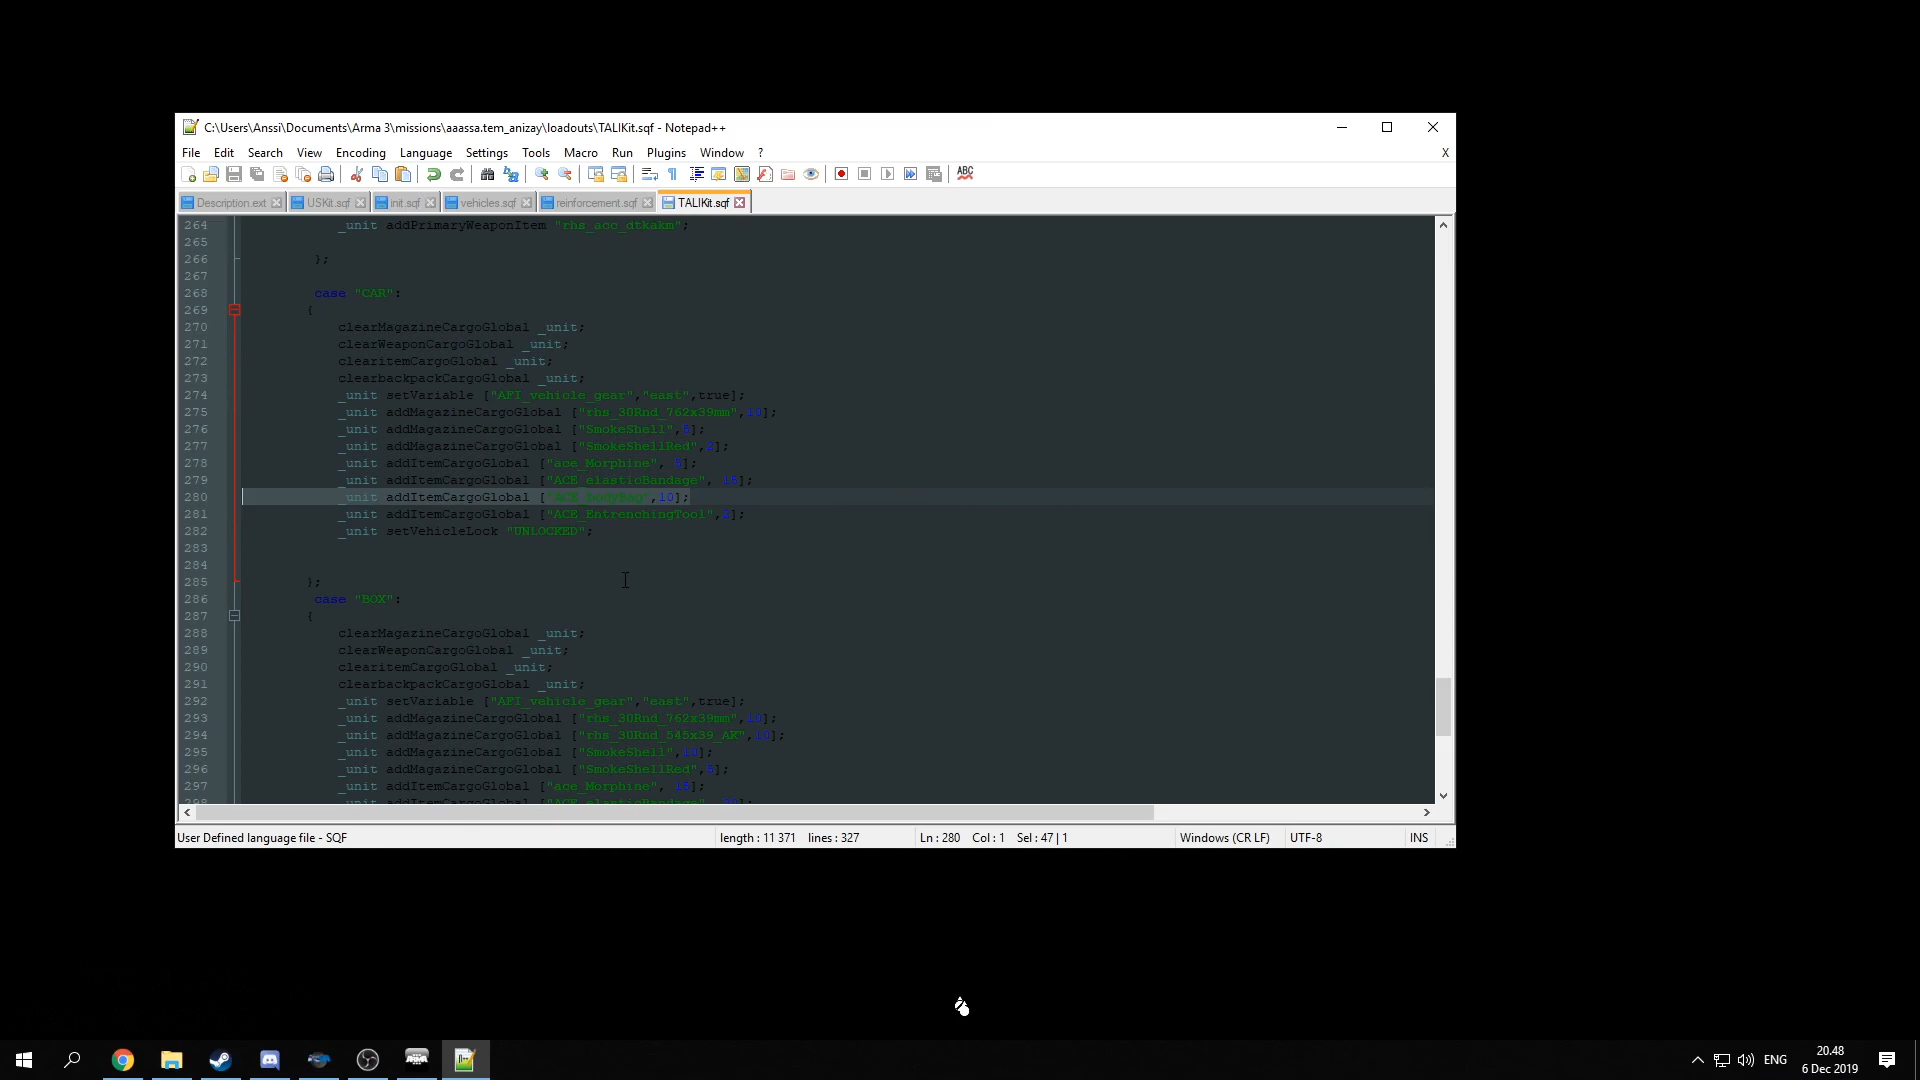 C:\Users\Anssi\Documents\Arma 3\missions\aaassa.tem_anizay\loadouts\TALIKit.sqf - Notepad++
File Edit Search View Encoding Language Settings Tools Macro Run Plugins Window ? X
ABC
Description.ext USKit.sqf init.sqf vehicles.sqf reinforcement.sqf TALIKit.sqf
264 _unit addPrimaryWeaponItem "rhs_acc_dtkakm";
265
266 };
267
268 case "CAR":
269 {
270 clearMagazineCargoGlobal _unit;
271 clearWeaponCargoGlobal _unit;
272 clearitemCargoGlobal _unit;
273 clearbackpackCargoGlobal _unit;
274 _unit setVariable ["AFI_vehicle_gear","east",true];
275 _unit addMagazineCargoGlobal ["rhs_30Rnd_762x39mm",10];
276 _unit addMagazineCargoGlobal ["SmokeShell",5];
277 _unit addMagazineCargoGlobal ["SmokeShellRed", ];
278 _unit addItemCargoGlobal ["ace_Morphine", 5];
279 _unit addItemCargoGlobal ["ACE_elasticBandage", 15];
280 _unit addItemCargoGlobal ["ACE_bodyBag",10];
281 _unit addItemCargoGlobal ["ACE_EntrenchingTool", ];
282 _unit setVehicleLock "UNLOCKED";
283
284
285 };
286 case "BOX":
287 {
288 clearMagazineCargoGlobal _unit;
289 clearWeaponCargoGlobal _unit;
290 clearitemCargoGlobal _unit;
291 clearbackpackCargoGlobal _unit;
292 _unit setVariable ["AFI_vehicle_gear","east",true];
293 _unit addMagazineCargoGlobal ["rhs_30Rnd_762x39mm",10];
294 _unit addMagazineCargoGlobal ["rhs_30Rnd_545x39_AK",10];
295 _unit addMagazineCargoGlobal ["SmokeShell",10];
296 _unit addMagazineCargoGlobal ["SmokeShellRed",5];
297 _unit addItemCargoGlobal ["ace_Morphine", 15];
298 _unit addItemCargoGlobal ["ACE_elasticBandage",
User Defined language file - SQF length : 11 371 lines : 327 Ln : 280 Col : 1 Sel : 47 | 1 Windows (CR LF) UTF-8 INS
ENG
20.48
6 Dec 2019